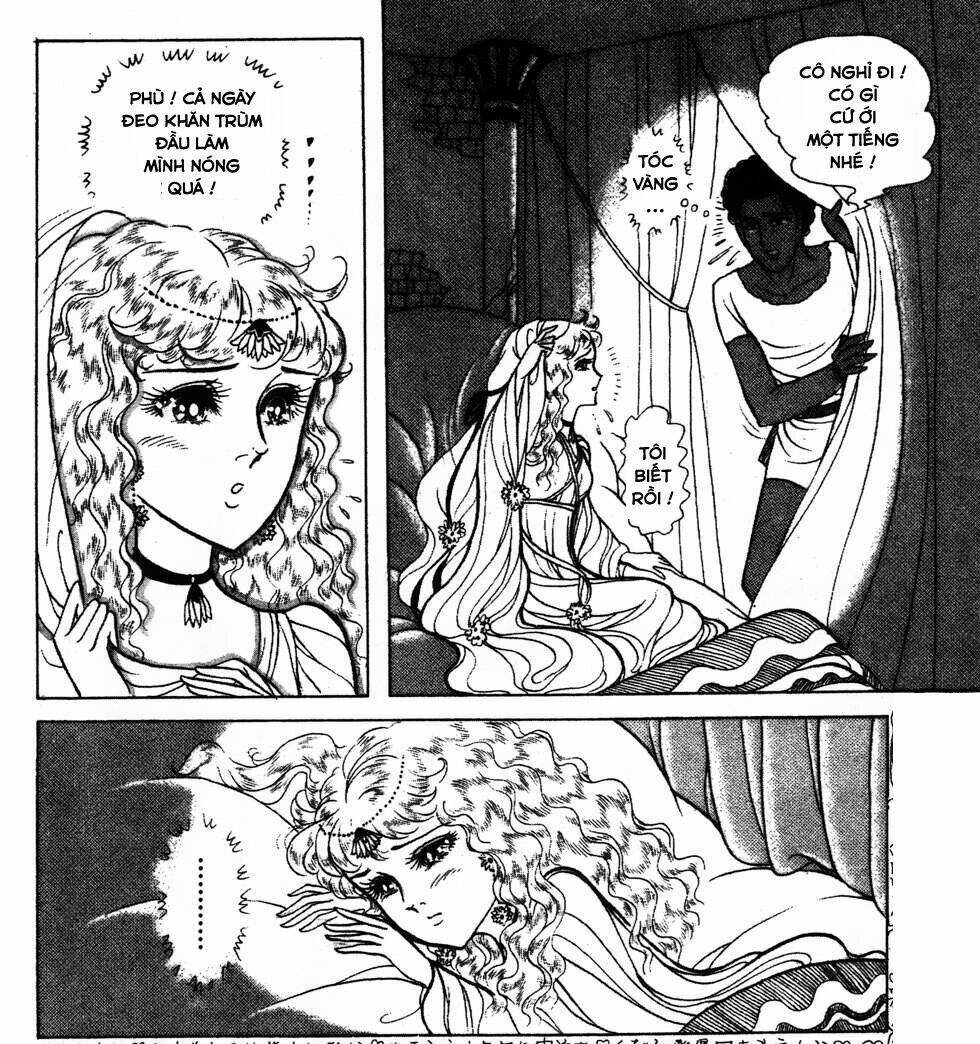 PHÙ ! CẢ NGÀY
ĐEO KHĂN TRÙM
ĐẦU LÀM
MÌNH NÓNG
QUÁ !
CÔ NGHỈ ĐI !
CÓ GÌ
CỨ ỚI
MỘT TIẾNG
NHÉ !
TÓC
VÀNG
...
TÔI
BIẾT
RỒI !